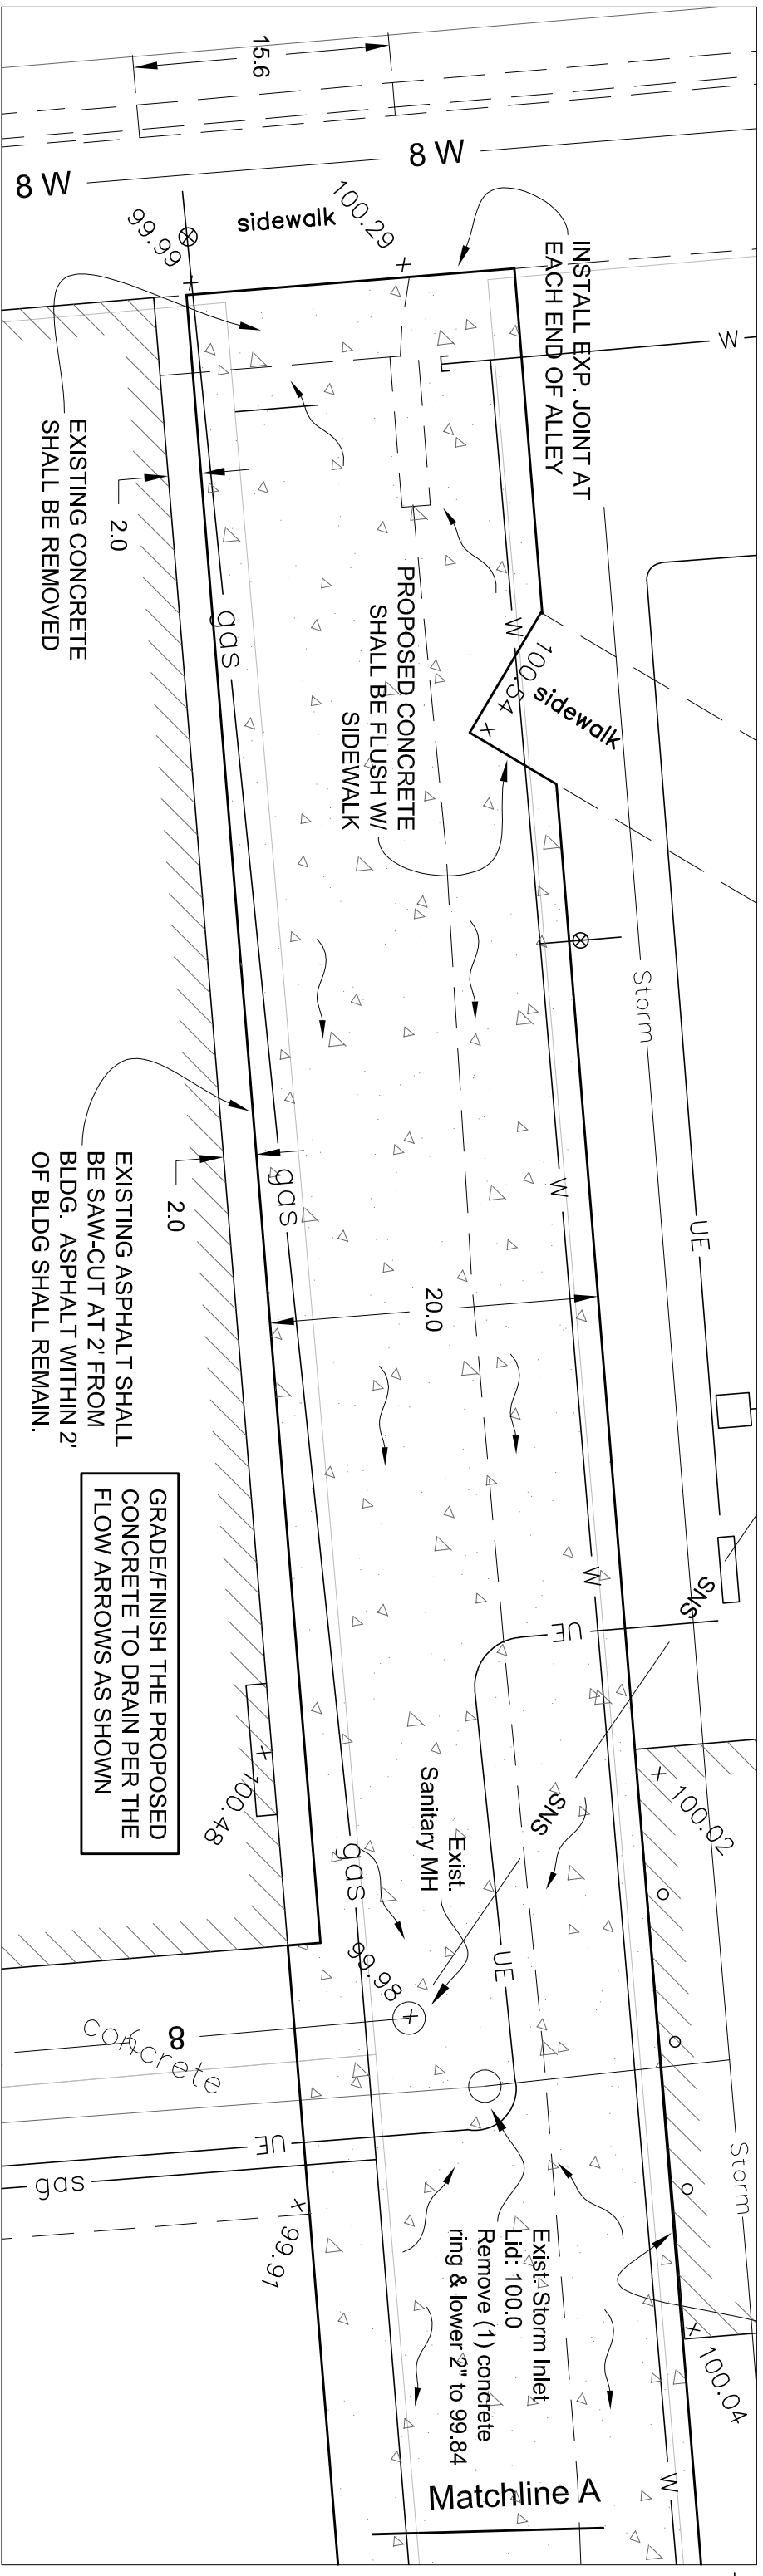 15.6
8 W
8 W
sidewalk
99.99
100.29
INSTALL EXP. JOINT AT
EACH END OF ALLEY
W
EXISTING CONCRETE
SHALL BE REMOVED
2.0
gas
PROPOSED CONCRETE
SHALL BE FLUSH W/
SIDEWALK
W
100.54
sidewalk
Storm
UE
W
gas
2.0
EXISTING ASPHALT SHALL
BE SAW-CUT AT 2' FROM
BLDG. ASPHALT WITHIN 2'
OF BLDG SHALL REMAIN.
20.0
GRADE/FINISH THE PROPOSED
CONCRETE TO DRAIN PER THE
FLOW ARROWS AS SHOWN
W
UE
SNS
SNS
100.48
100.02
Exist.
Sanitary MH
gas
99.98
UE
8
concrete
UE
gas
99.91
Storm
Exist. Storm Inlet
Lid: 100.0
Remove (1) concrete
ring & lower 2" to 99.84
100.04
W
Matchline A